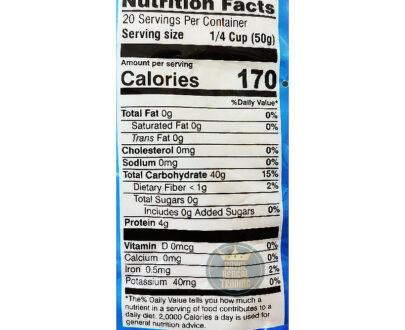 Nutrition Facts
20 Servings Per Container
Serving size 1/4 Cup (50g)
Amount per serving
Calories 170
%Daily Value*
Total Fat 0g 0%
Saturated Fat 0g 0%
Trans Fat 0g
Cholesterol 0mg 0%
Sodium 0mg 0%
Total Carbohydrate 40g 15%
Dietary Fiber < 1g 2%
Total Sugars 0g
Includes 0g Added Sugars 0%
Protein 4g
Vitamin D 0mcg 0%
Calcium 0mg 0%
Iron 0.5mg 2%
Potassium 40mg 0%
*The% Daily Value tells you how much a
nutrient in a serving of food contributes to a
daily diet. 2,0000 Calories a day is used for
general nutrition advice.